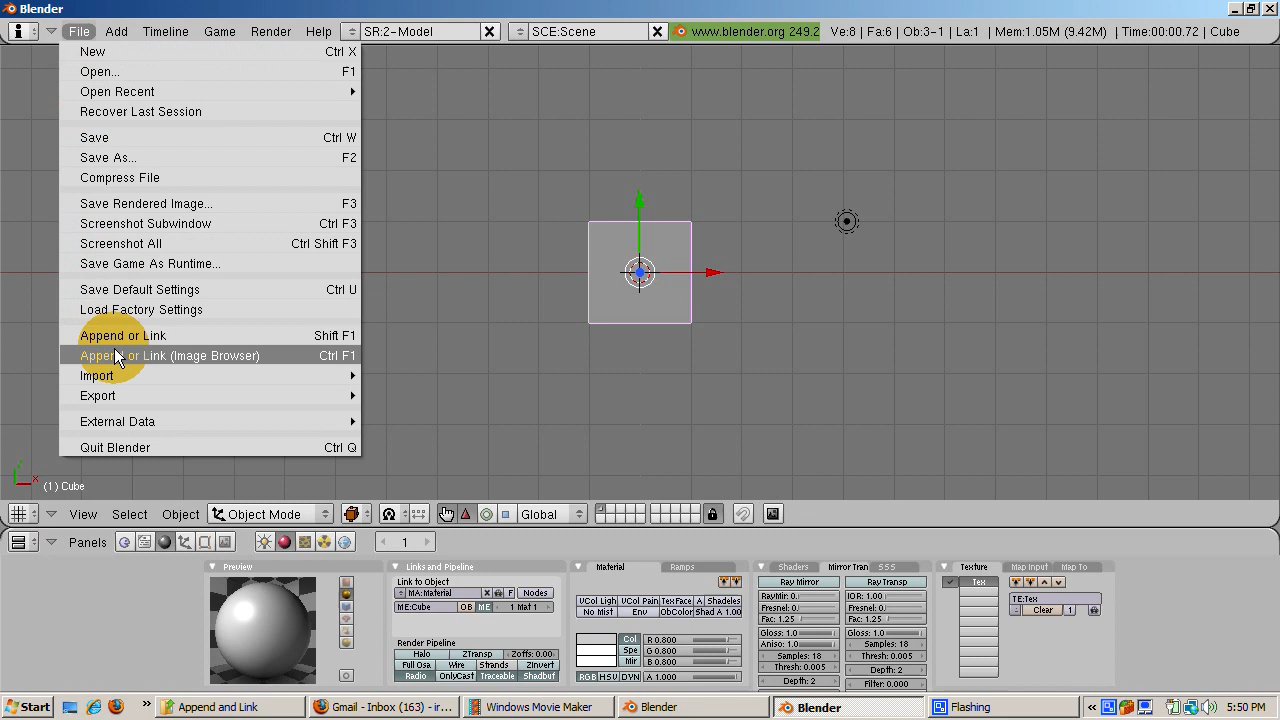 Blender
File Add Timeline Game Render Help SR:2-Model SCE:Scene www.blender.org 249.2 Ve:8 | Fa:6 | Ob:3-1 | La:1 | Mem:1.05M (9.42M) | Time:00:00.72 | Cube
New Ctrl X
Open... F1
Open Recent
Recover Last Session
Save Ctrl W
Save As... F2
Compress File
Save Rendered Image... F3
Screenshot Subwindow Ctrl F3
Screenshot All Ctrl Shift F3
Save Game As Runtime...
Save Default Settings Ctrl U
Load Factory Settings
Append or Link Shift F1
Append or Link (Image Browser) Ctrl F1
Import
Export
External Data
Quit Blender Ctrl Q
(1) Cube
View Select Object Object Mode Global
Panels 1
Preview
Links and Pipeline
Link to Object
MA:Material F Nodes
ME:Cube OB ME 1 Mat 1
Render Pipeline
Halo ZTransp Zoffs: 0.00
Full Osa Wire Strands ZInvert
Radio OnlyCast Traceable Shadbuf
Material Ramps
VCol Ligh VCol Pain TexFace A Shadeles
No Mist Env ObColor Shad A 1.00
Col R 0.800
Spe G 0.800
Mir B 0.800
RGB HSV DYN A 1.000
Shaders Mirror Tran SSS
Ray Mirror Ray Transp
RayMir: 0.00 IOR: 1.00
Fresnel: 0.0 Fresnel: 0.0
Fac: 1.25 Fac: 1.25
Gloss: 1.0 Gloss: 1.0
Aniso: 1.0 Samples: 18
Samples: 18 Thresh: 0.005
Thresh: 0.005 Depth: 2
Depth: 2 Filter: 0.000
Texture Map Input Map To
Tex
TE:Tex
Clear 1
Start Append and Link Gmail - Inbox (163) - ir... Windows Movie Maker Blender Blender Flashing 5:50 PM